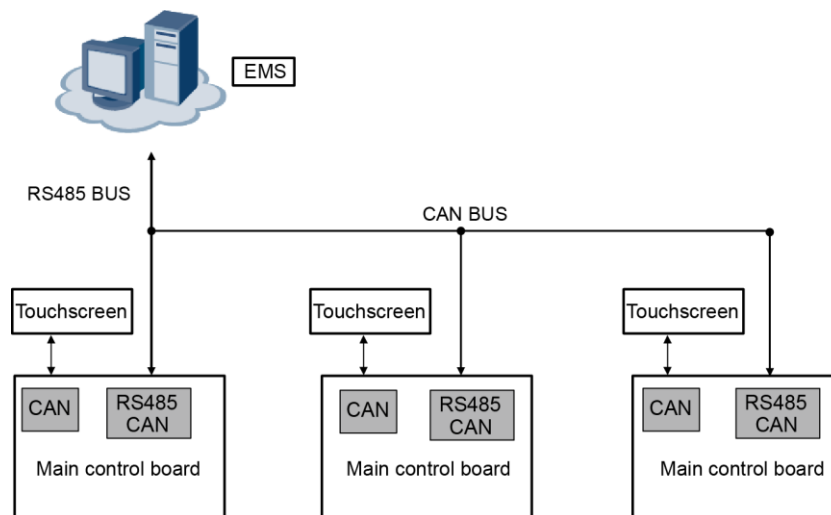 EMS
RS485 BUS
CAN BUS
Touchscreen
Touchscreen
Touchscreen
CAN
RS485
CAN
Main control board
CAN
RS485
CAN
Main control board
CAN
RS485
CAN
Main control board